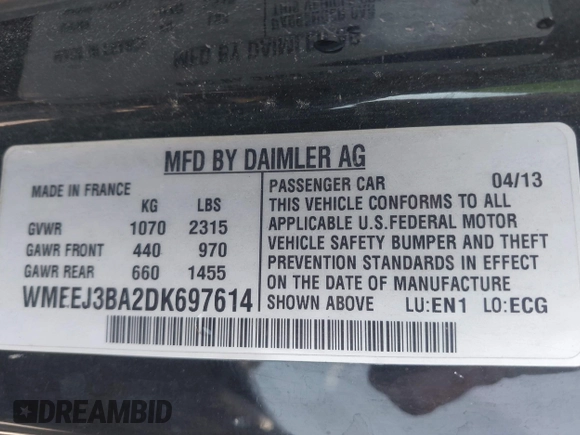 MFD BY DAIMLER AG
MADE IN FRANCE
KG LBS
GVWR 1070 2315
GAWR FRONT 440 970
GAWR REAR 660 1455
WMEEJ3BA2DK697614
PASSENGER CAR 04/13
THIS VEHICLE CONFORMS TO ALL
APPLICABLE U.S.FEDERAL MOTOR
VEHICLE SAFETY BUMPER AND THEFT
PREVENTION STANDARDS IN EFFECT
ON THE DATE OF MANUFACTURE
SHOWN ABOVE LU:EN1 LO:ECG
DREAMBID